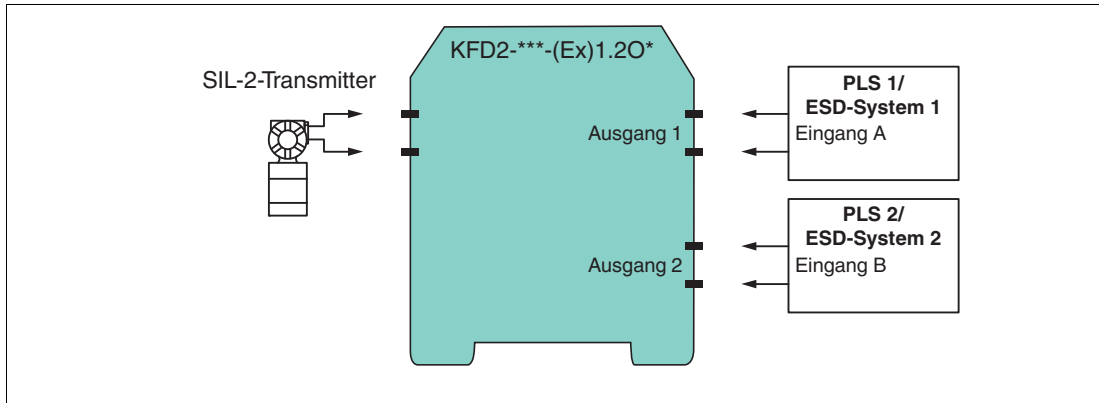 KFD2-***-(Ex)1.2O*
SIL-2-Transmitter
Ausgang 1
PLS 1/
ESD-System 1
Eingang A
Ausgang 2
PLS 2/
ESD-System 2
Eingang B